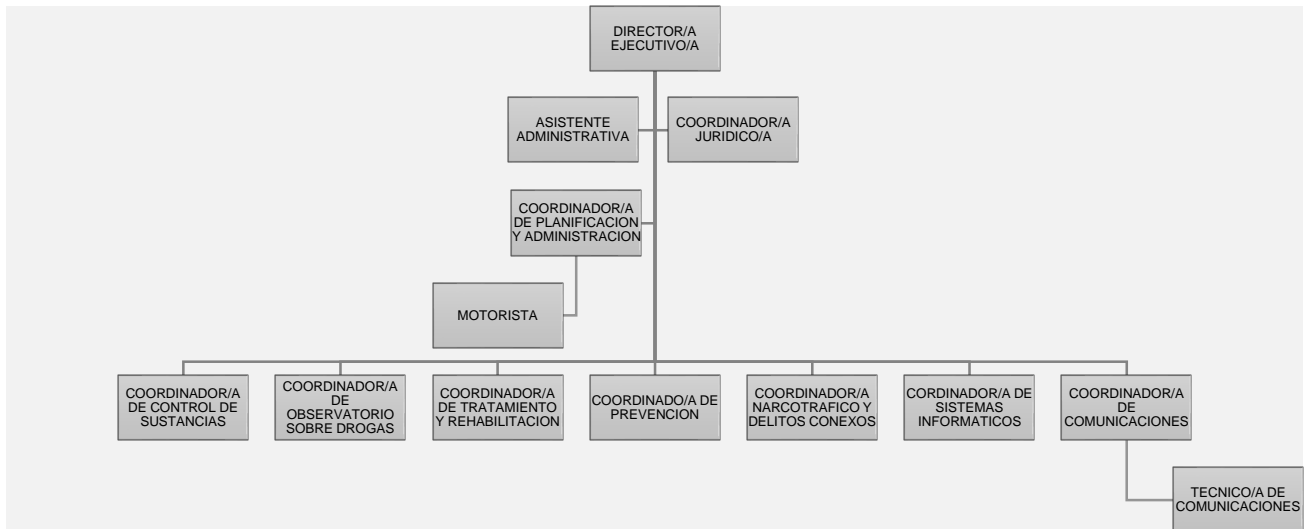 DIRECTOR/A
EJECUTIVO/A
ASISTENTE
ADMINISTRATIVA
COORDINADOR/A
JURIDICO/A
COORDINADOR/A
DE PLANIFICACION
Y ADMINISTRACION
MOTORISTA
COORDINADOR/A
DE CONTROL DE
SUSTANCIAS
COORDINADOR/A
DE
OBSERVATORIO
SOBRE DROGAS
COORDINADOR/A
DE TRATAMIENTO
Y REHABILITACION
COORDINADO/A DE
PREVENCION
COORDINADOR/A
NARCOTRAFICO Y
DELITOS CONEXOS
CORDINADOR/A DE
SISTEMAS
INFORMATICOS
COORDINADOR/A
DE
COMUNICACIONES
TECNICO/A DE
COMUNICACIONES